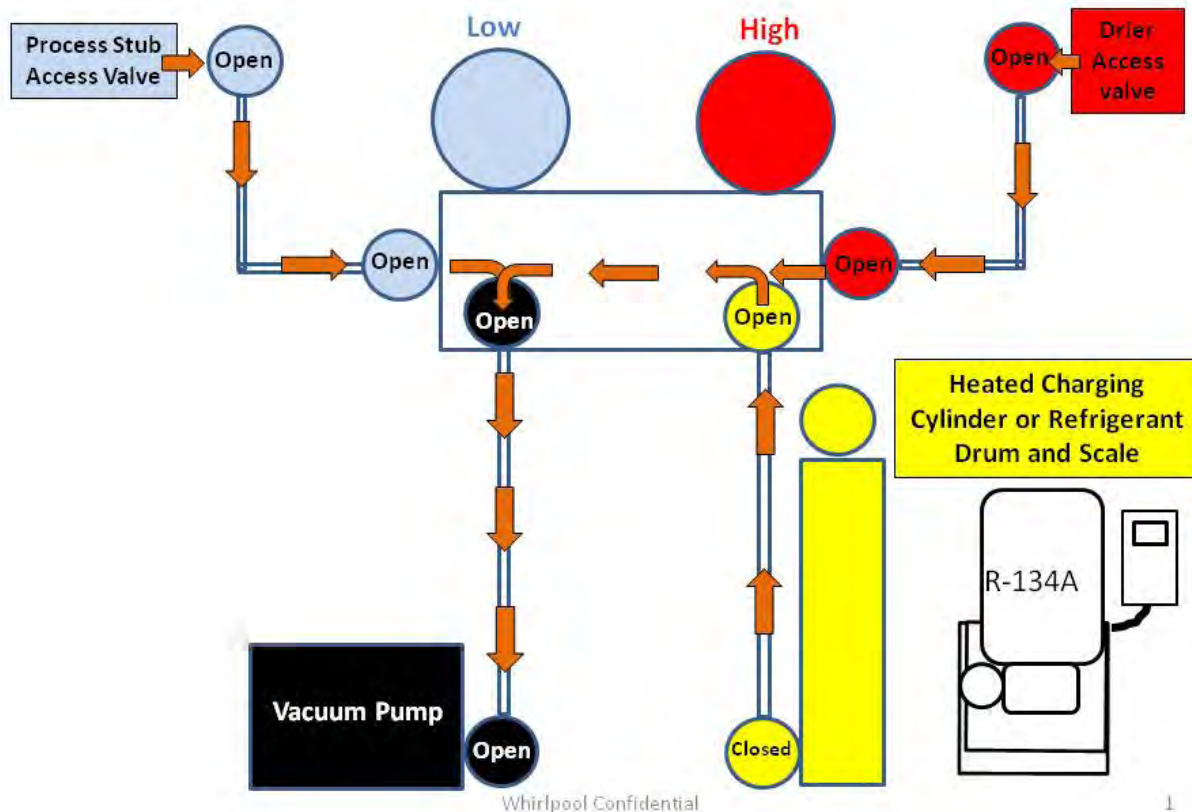 Low
High
Process Stub
Access Valve
Open
Open
Drier
Access
valve
Open
Open
Open
Open
Heated Charging
Cylinder or Refrigerant
Drum and Scale
R-134A
Vacuum Pump
Open
Closed
Whirlpool Confidential
1